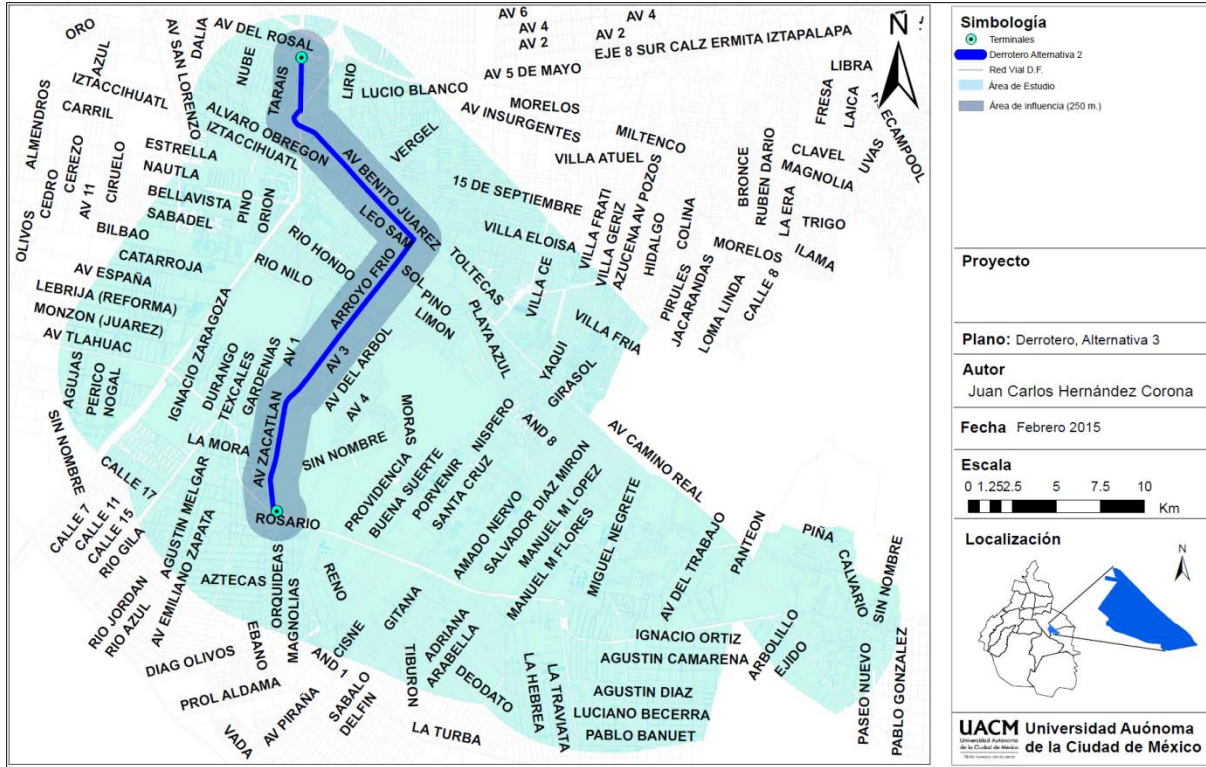 ORO
AZUL
AV SAN LORENZO
DALIA
NUBE
AV DEL ROSAL
TARAIS
LIRIO
AV 6
AV 4
AV 2
AV 4
AV 2
EJE 8 SUR CALZ ERMITA IZTAPALAPA
AV 5 DE MAYO
LUCIO BLANCO
MORELOS
AV INSURGENTES
MILTENCO
VILLA ATUEL
LIBRA
FRESA
LAICA
UVAS
N
IZTACCIHUATL
CARRIL
ALMENDROS
CEDRO
CEREZO
AV 11
CIRUELO
OLIVOS
ESTRELLA
NAUTLA
BELLAVISTA
SABADEL
BILBAO
PINO
ORION
ALVARO OBREGON
IZTACCIHUATL
VERGEL
AV BENITO JUAREZ
LEO SAM
15 DE SEPTIEMBRE
VILLA ELOISA
VILLA FRATI
VILLA GERIZ
AZUCENA AV POZOS
HIDALGO
COLINA
BRONCE
RUBEN DARIO
LA ERA
CLAVEL
MAGNOLIA
TRIGO
MORELOS
ILAMA
CATARROJA
AV ESPAÑA
LEBRIJA (REFORMA)
MONZON (JUAREZ)
AV TLAHUAC
RIO HONDO
RIO NILO
ARROYO FRIO
SOL PINO
LIMON
TOLTECAS
PLAYA AZUL
VILLA CE
VILLA FRIA
PIRULES
JACARANDAS
LOMA LINDA
CALLE 8
AGUJAS
PERICO
NOGAL
IGNACIO ZARAGOZA
DURANGO
TEXCALES
GARDENIAS
AV 1
AV 3
AV DEL ARBOL
AV 4
YAQUI
GIRASOL
SIN NOMBRE
CALLE 17
LA MORA
AV ZACATLAN
SIN NOMBRE
MORAS
NISPERO
AND 8
AV CAMINO REAL
CALLE 7
CALLE 11
CALLE 15
RIO GILA
AGUSTIN MELGAR
AV EMILIANO ZAPATA
ROSARIO
PROVIDENCIA
BUENA SUERTE
PORVENIR
SANTA CRUZ
AMADO NERVO
SALVADOR DIAZ MIRON
MANUEL M LOPEZ
MANUEL M FLORES
MIGUEL NEGRETE
AV DEL TRABAJO
PANTEON
PIÑA
CALVARIO
SIN NOMBRE
RIO JORDAN
RIO AZUL
AZTECAS
ORQUIDEAS
MAGNOLIAS
EBANO
RENO
CISNE
AND 1
GITANA
ADRIANA
ARABELLA
DEODATO
TIBURON
LA HEBREA
LA TRAVIATA
IGNACIO ORTIZ
AGUSTIN CAMARENA
AGUSTIN DIAZ
LUCIANO BECERRA
PABLO BANUET
ARBOLILLO
EJIDO
PASEO NUEVO
PABLO GONZALEZ
DIAG OLIVOS
PROL ALDAMA
VADA
AV PIRAÑA
SABALO
DELFIN
LA TURBA
Simbología
Terminales
Derrotero Alternativa 2
Red Vial D.F.
Área de Estudio
Área de influencia (250 m.)
Proyecto
Plano: Derrotero, Alternativa 3
Autor
Juan Carlos Hernández Corona
Fecha Febrero 2015
Escala
0 1.25 2.5 5 7.5 10
Km
Localización
N
UACM Universidad Autónoma
de la Ciudad de México
Universidad Autónoma
de la Ciudad de México